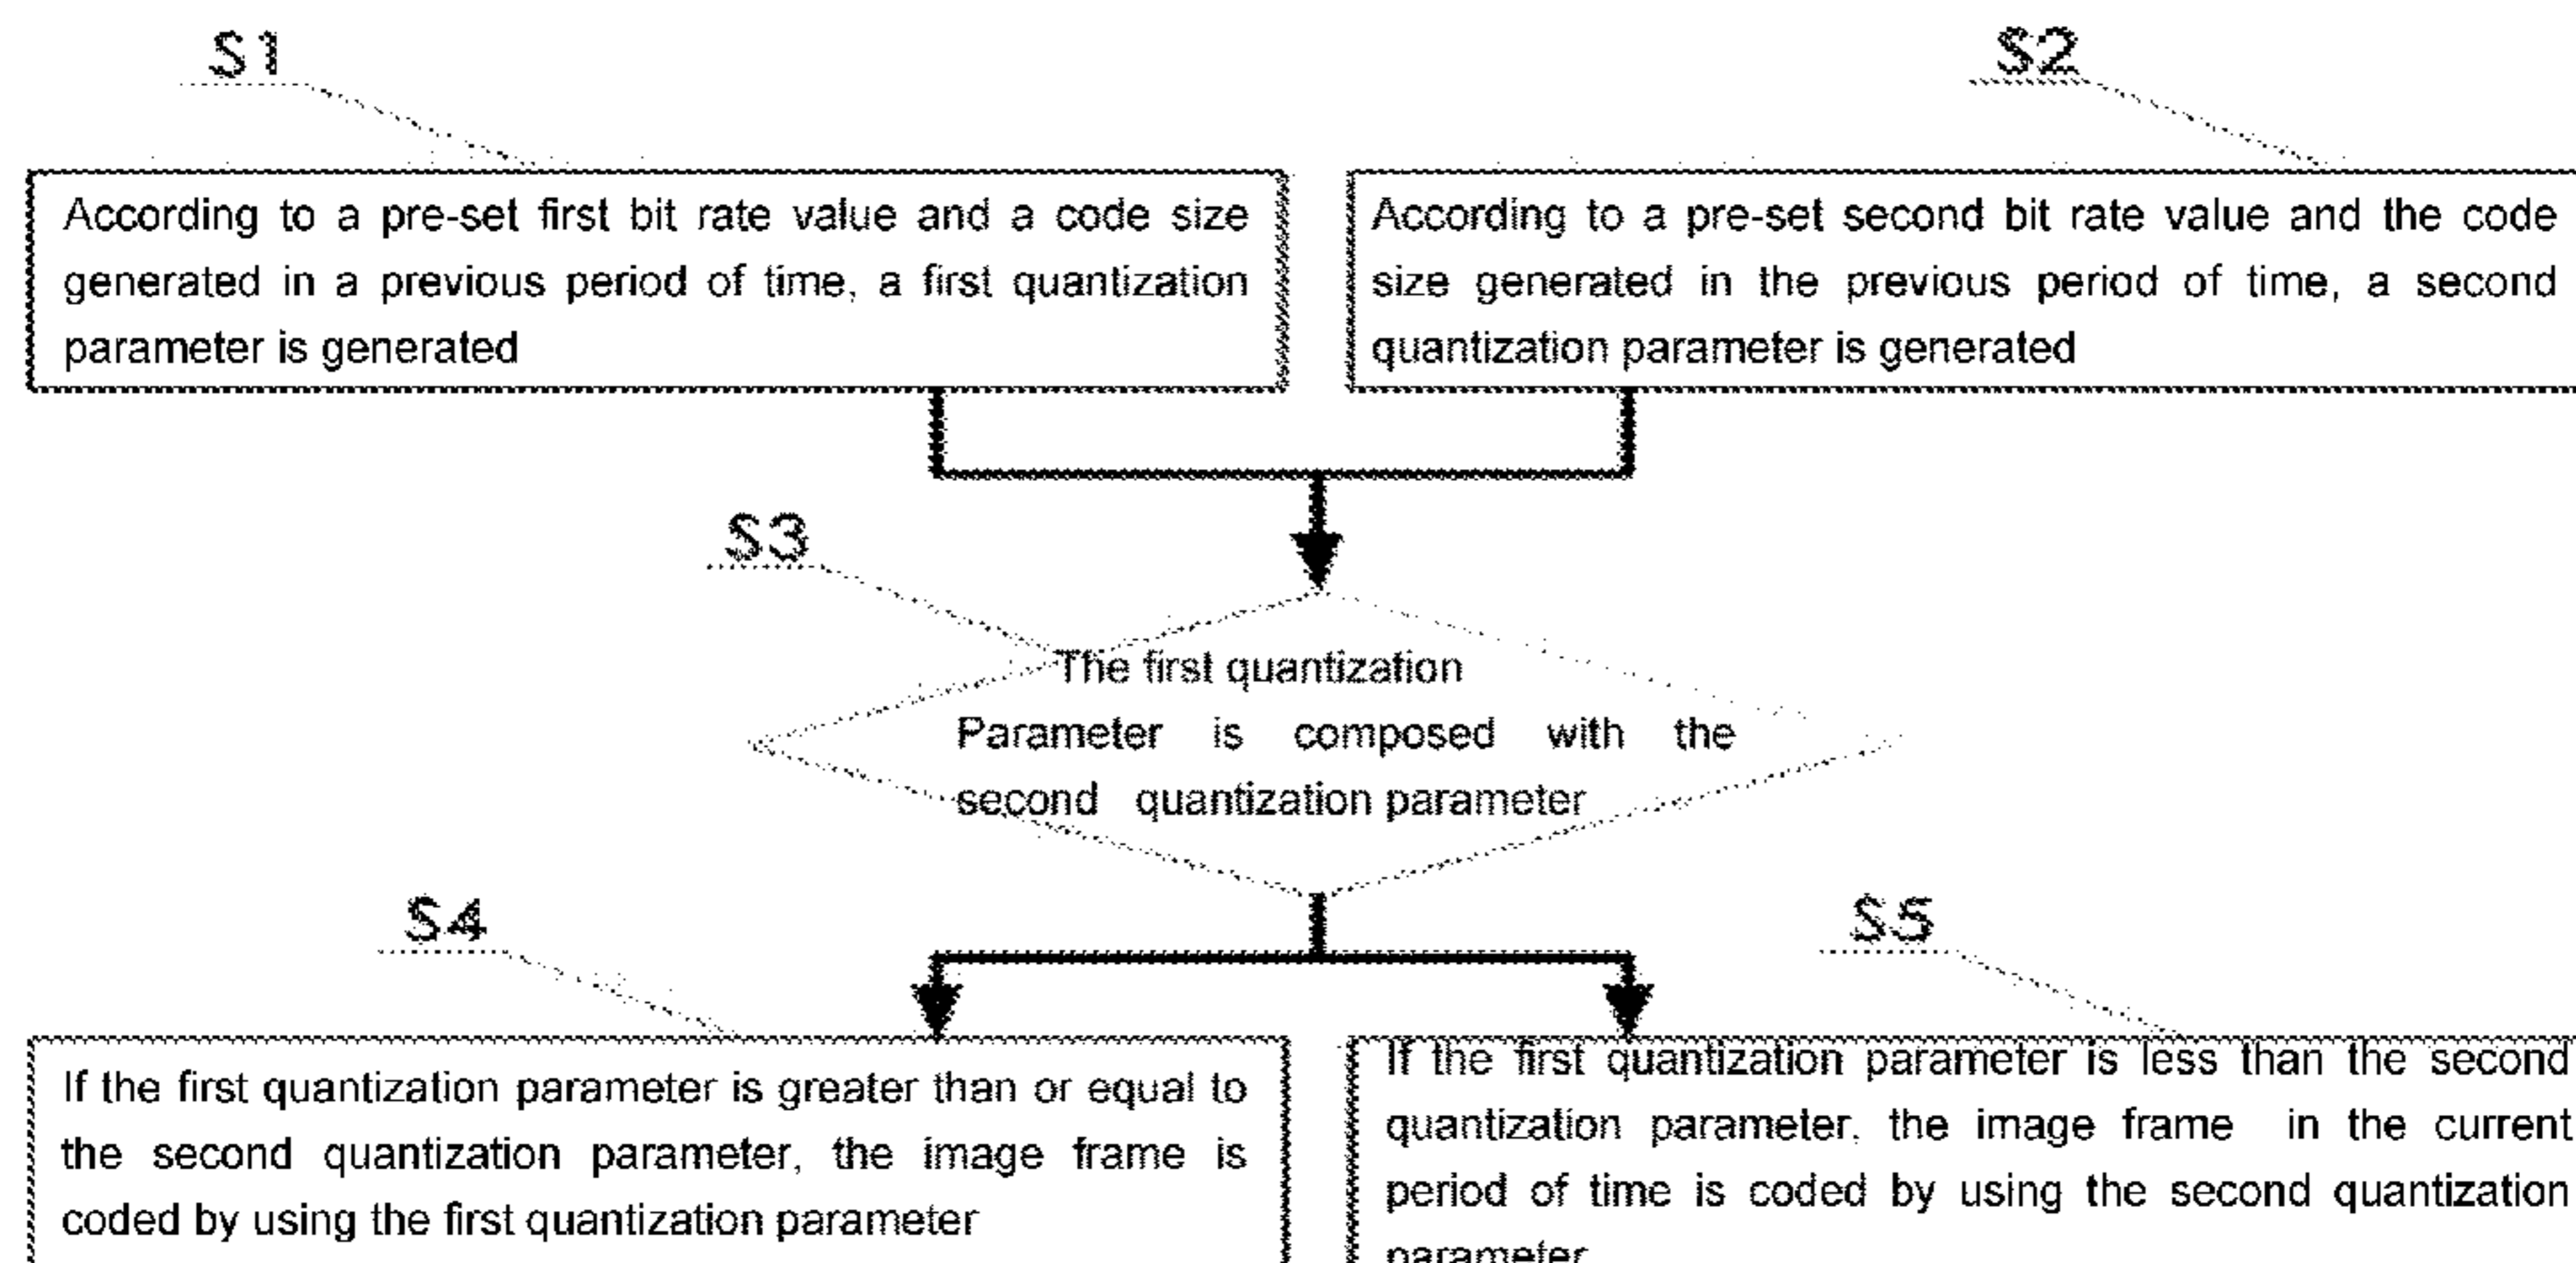 S1
S2
According to a pre-set first bit rate value and a code size
generated in a previous period of time, a first quantization
parameter is generated
According to a pre-set second bit rate value and the code
size generated in the previous period of time, a second
quantization parameter is generated
S3
The first quantization
Parameter is composed with the
second quantization parameter
S4
S5
If the first quantization parameter is greater than or equal to
the second quantization parameter, the image frame is
coded by using the first quantization parameter
If the first quantization parameter is less than the second
quantization parameter, the image frame in the current
period of time is coded by using the second quantization
parameter